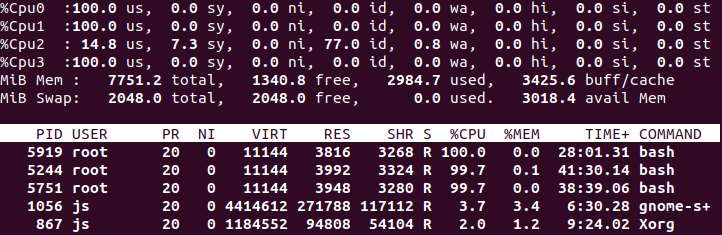 %Cpu0  :100.0 us,  0.0 sy,  0.0 ni,  0.0 id,  0.0 wa,  0.0 hi,  0.0 si,  0.0 st
%Cpu1  :100.0 us,  0.0 sy,  0.0 ni,  0.0 id,  0.0 wa,  0.0 hi,  0.0 si,  0.0 st
%Cpu2  : 14.8 us,  7.3 sy,  0.0 ni, 77.0 id,  0.8 wa,  0.0 hi,  0.0 si,  0.0 st
%Cpu3  :100.0 us,  0.0 sy,  0.0 ni,  0.0 id,  0.0 wa,  0.0 hi,  0.0 si,  0.0 st
MiB Mem :   7751.2 total,   1340.8 free,   2984.7 used,   3425.6 buff/cache
MiB Swap:   2048.0 total,   2048.0 free,      0.0 used.   3018.4 avail Mem
PID USER      PR  NI    VIRT    RES    SHR S  %CPU  %MEM     TIME+ COMMAND
5919 root      20   0   11144   3816   3268 R 100.0   0.0  28:01.31 bash
5244 root      20   0   11144   3992   3324 R  99.7   0.1  41:30.14 bash
5751 root      20   0   11144   3948   3280 R  99.7   0.0  38:39.06 bash
1056 js        20   0 4414612 271788 117112 R   3.7   3.4   6:30.28 gnome-s+
867 js        20   0 1184552  94808  54104 R   2.0   1.2   9:24.02 Xorg